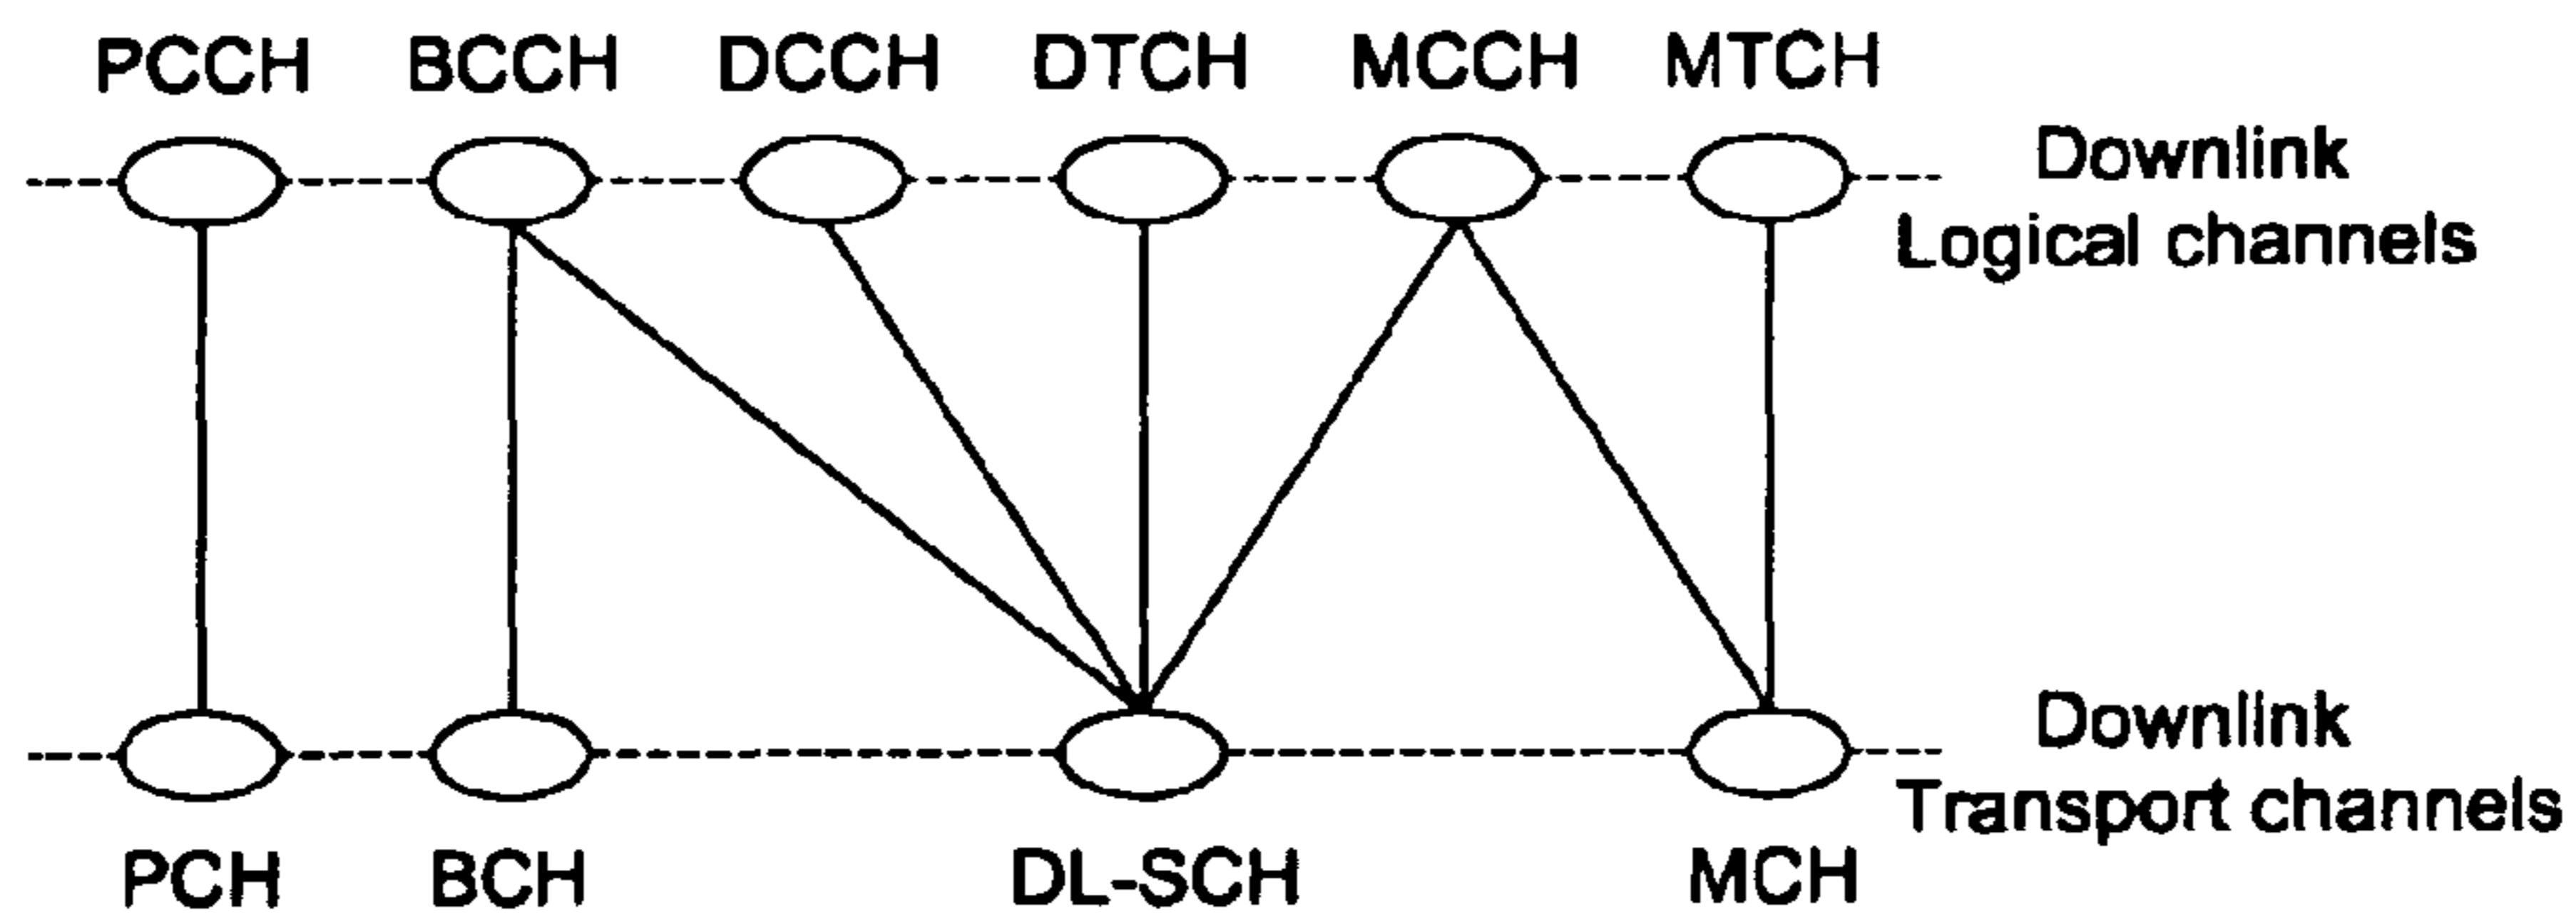 PCCH BCCH DCCH DTCH MCCH MTCH
Downlink
Logical channels
Downlink
Transport channels
PCH BCH DL-SCH MCH